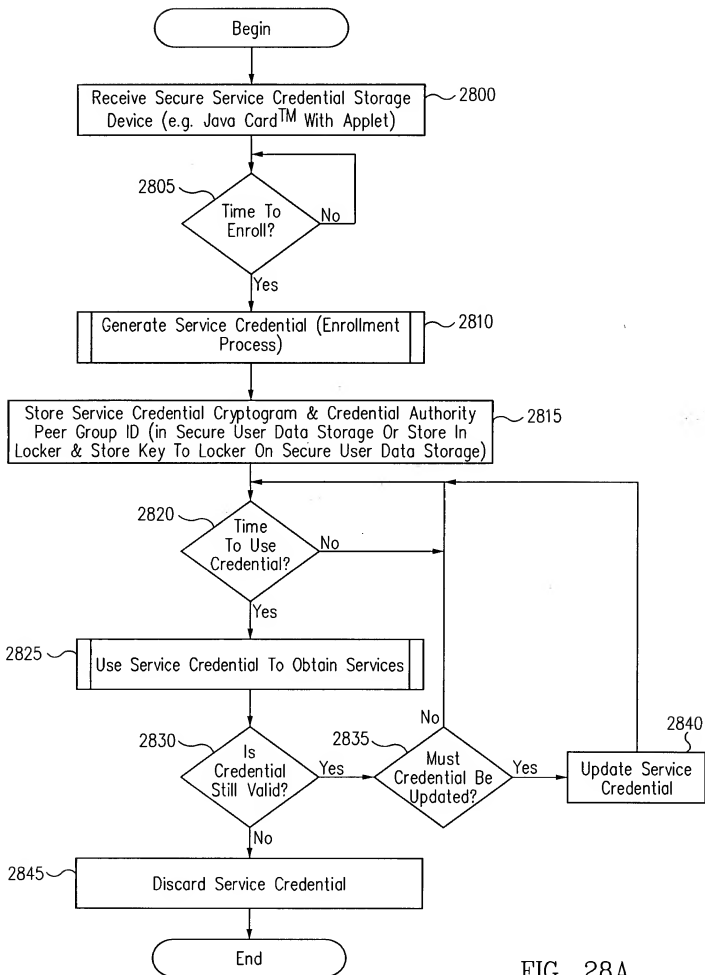 Begin
Receive Secure Service Credential Storage
Device (e.g. Java Card™ With Applet)
2800
2805
Time To
Enroll?
No
Yes
Generate Service Credential (Enrollment
Process)
2810
Store Service Credential Cryptogram & Credential Authority
Peer Group ID (in Secure User Data Storage Or Store In
Locker & Store Key To Locker On Secure User Data Storage)
2815
2820
Time
To Use
Credential?
No
Yes
2825
Use Service Credential To Obtain Services
2830
Is
Credential
Still Valid?
Yes
No
2835
Must
Credential Be
Updated?
No
Yes
2840
Update Service
Credential
2845
Discard Service Credential
End
FIG. 28A